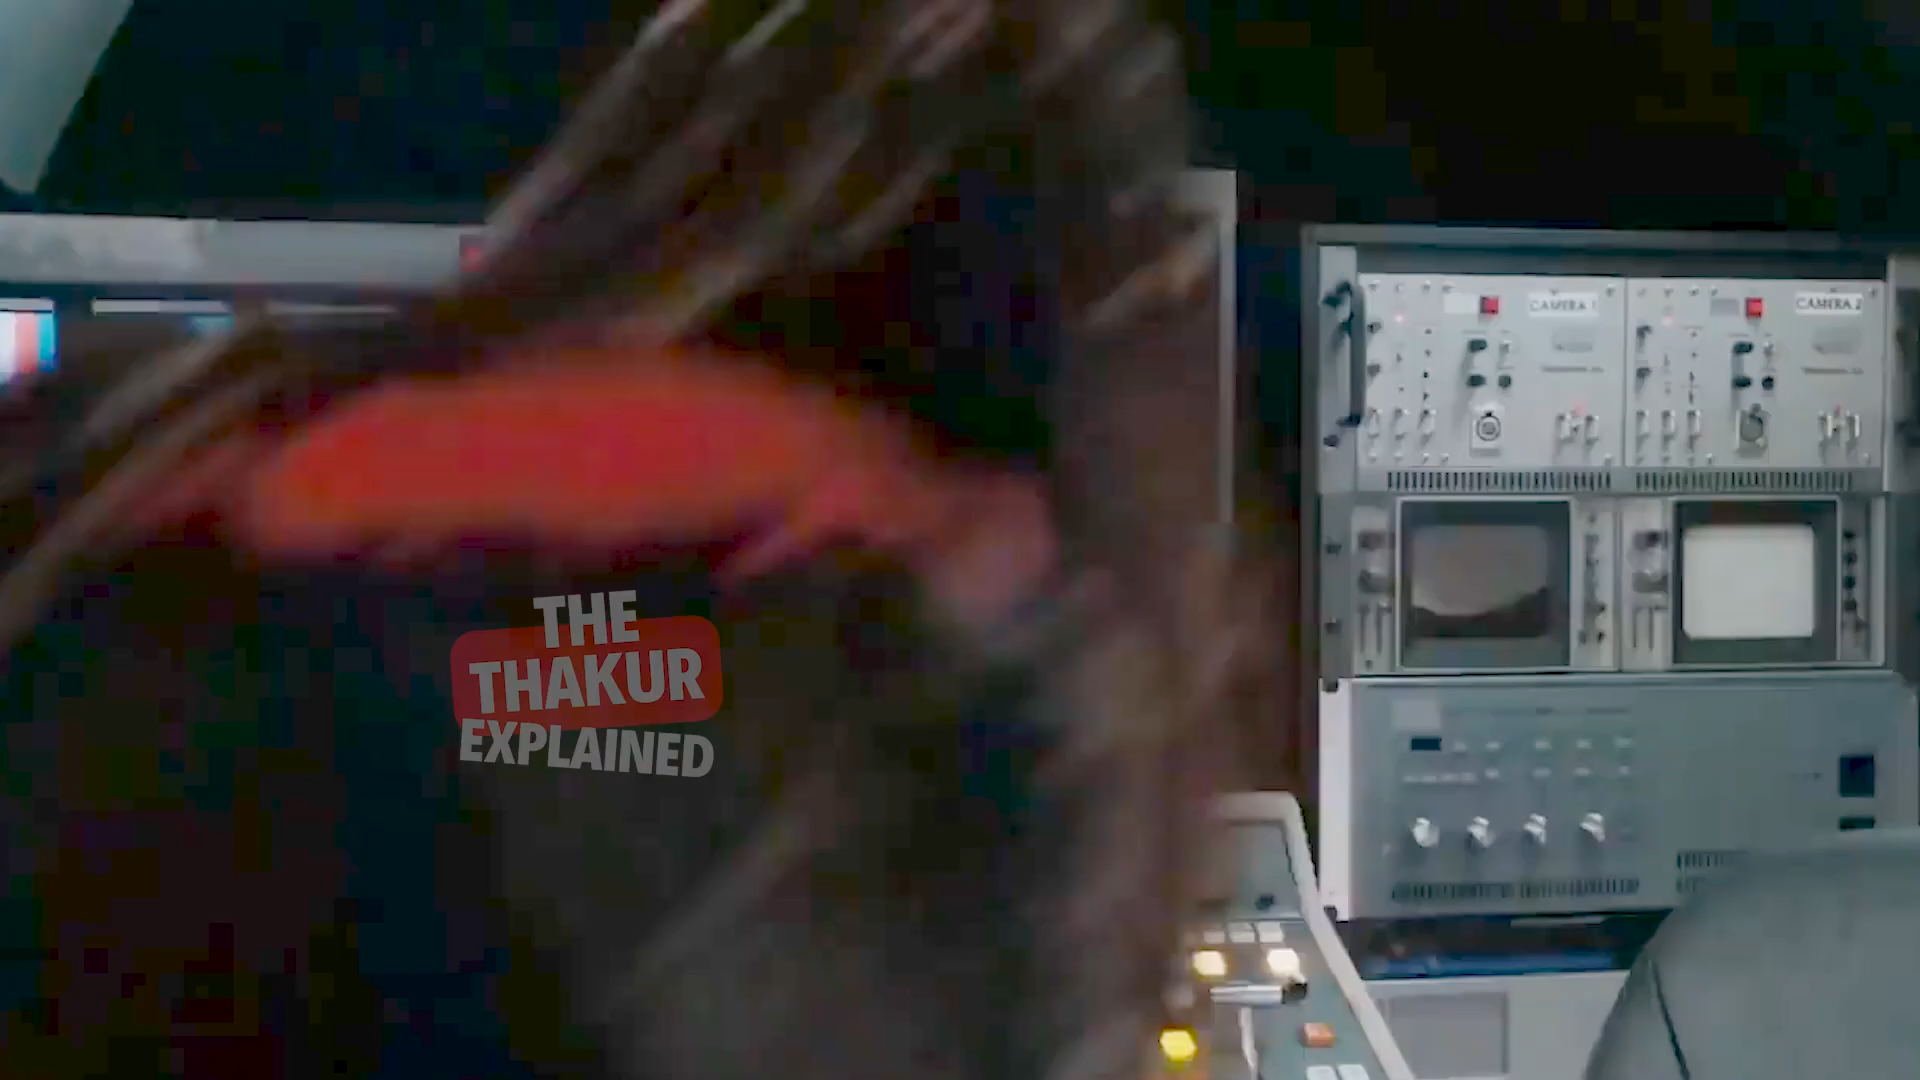 CAMERA 1
CAMERA 2
THE
THAKUR
EXPLAINED